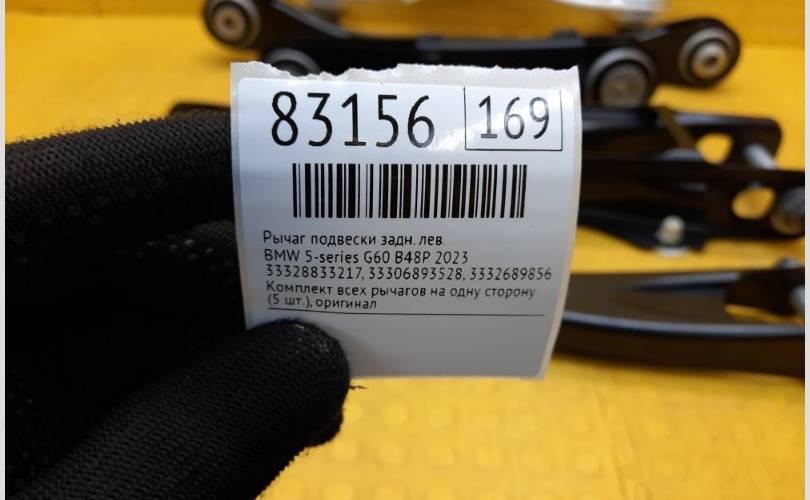 83156 169
Рычаг подвески задн. лев.
BMW 5-series G60 B48P 2023
33328833217, 33306893528, 3332689856
Комплект всех рычагов на одну сторону
(5 шт.), оригинал